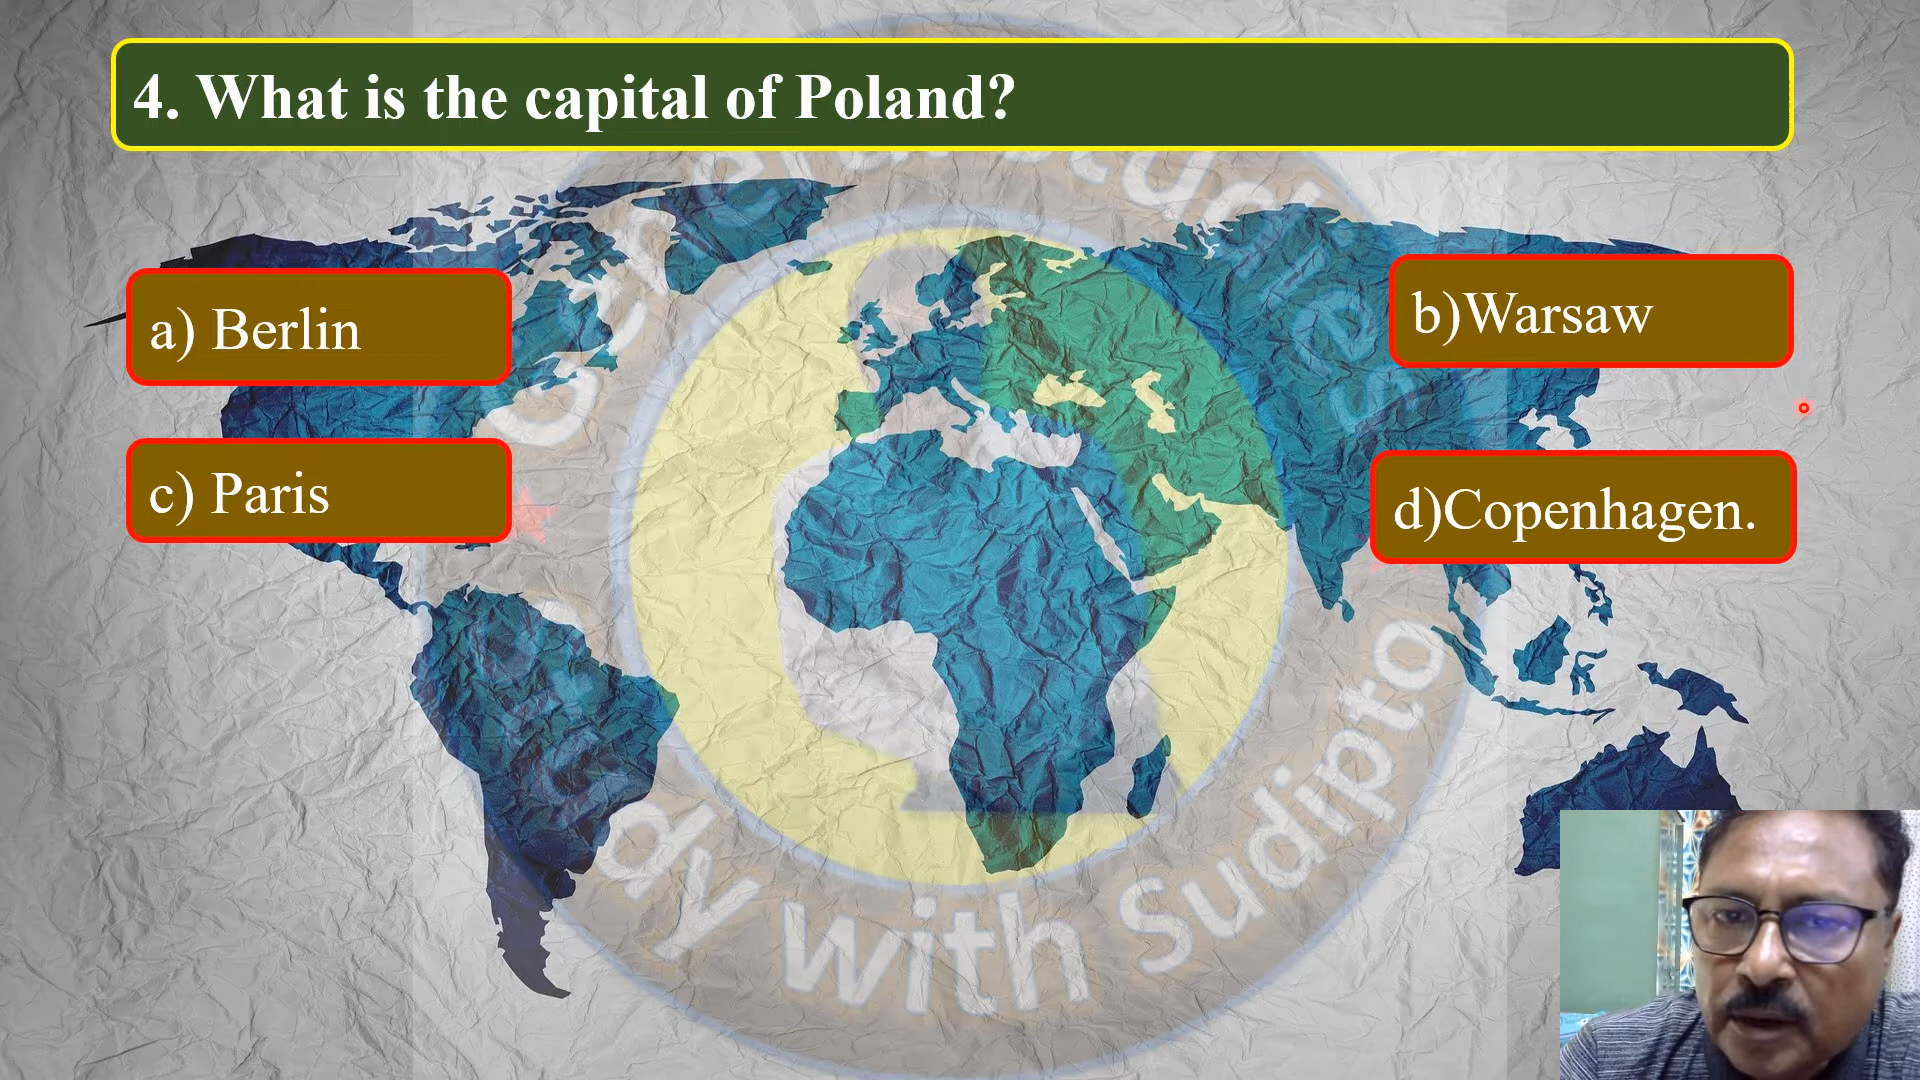 4. What is the capital of Poland?
a) Berlin
b)Warsaw
c) Paris
d)Copenhagen.
with Sudipto